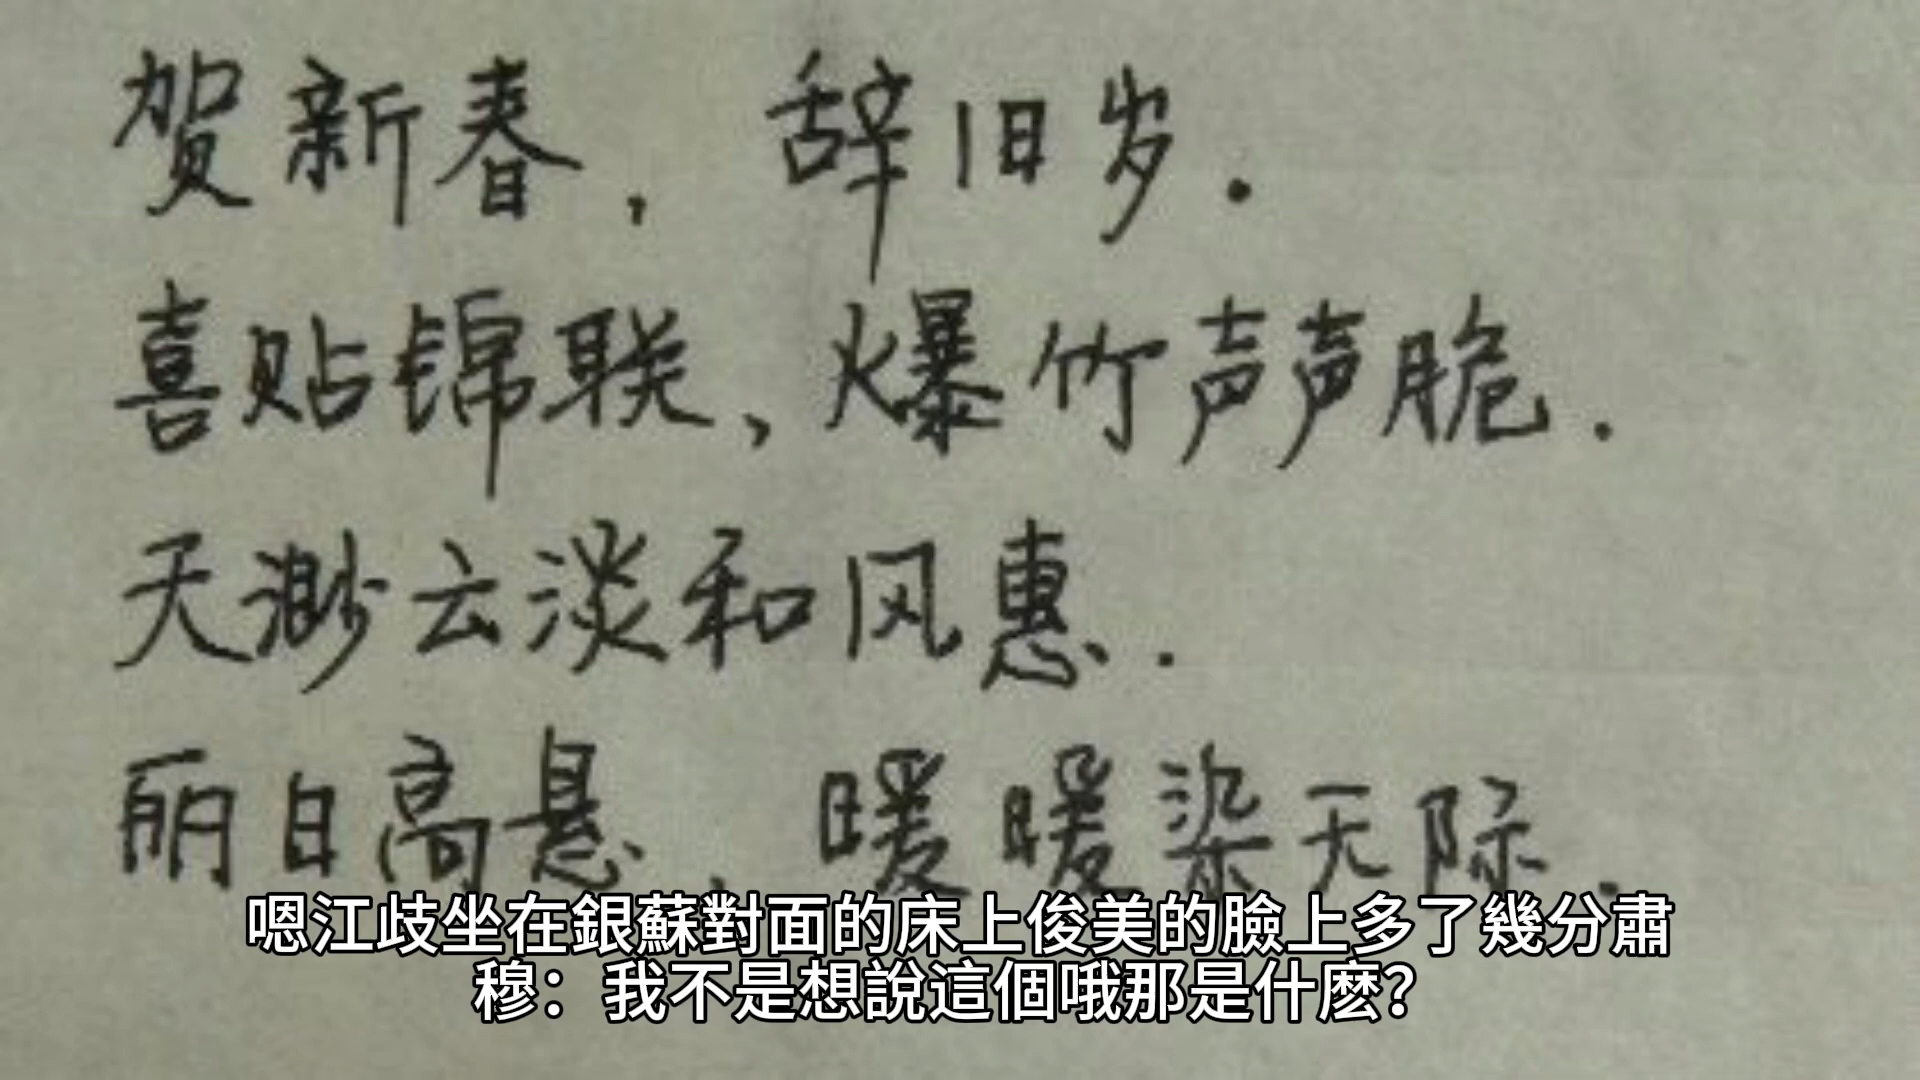 贺新春，辞旧岁．
喜贴锦联，爆竹声声脆．
天渺云淡和风惠．
丽日高悬，暖暖染天际．
嗯江歧坐在銀蘇對面的床上俊美的臉上多了幾分肅
穆：我不是想說這個哦那是什麽？